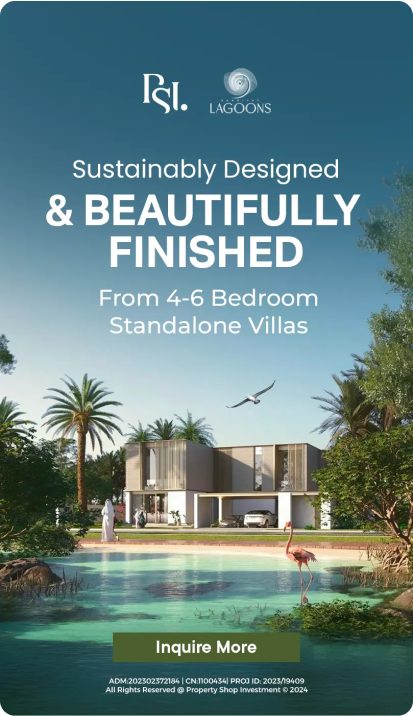 PSI.
LAGOONS
Sustainably Designed
& BEAUTIFULLY
FINISHED
From 4-6 Bedroom
Standalone Villas
Inquire More
ADM:202302372184 | CN:1100434| PROJ ID: 2023/19409
All Rights Reserved @ Property Shop Investment © 2024